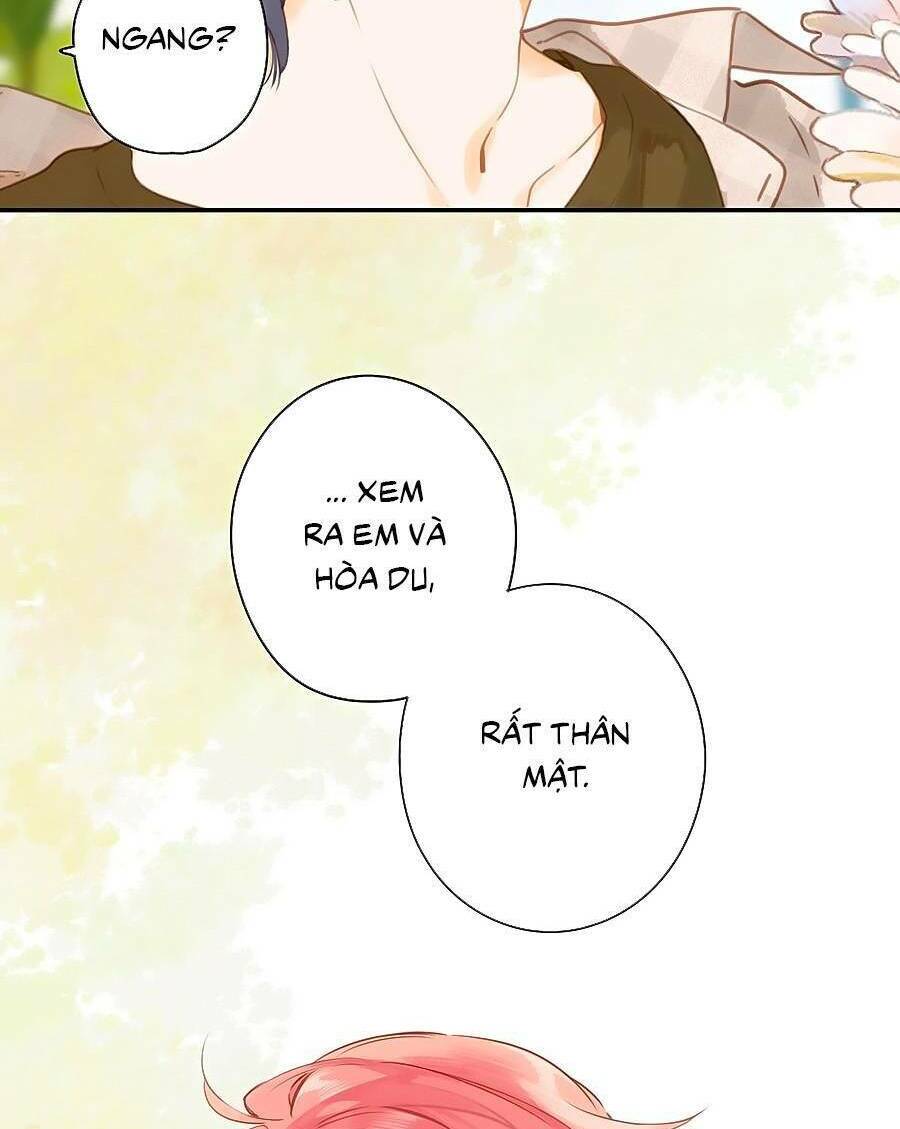 NGANG?
... XEM
RA EM VÀ
HÒA DU,
RẤT THÂN
MẬT.